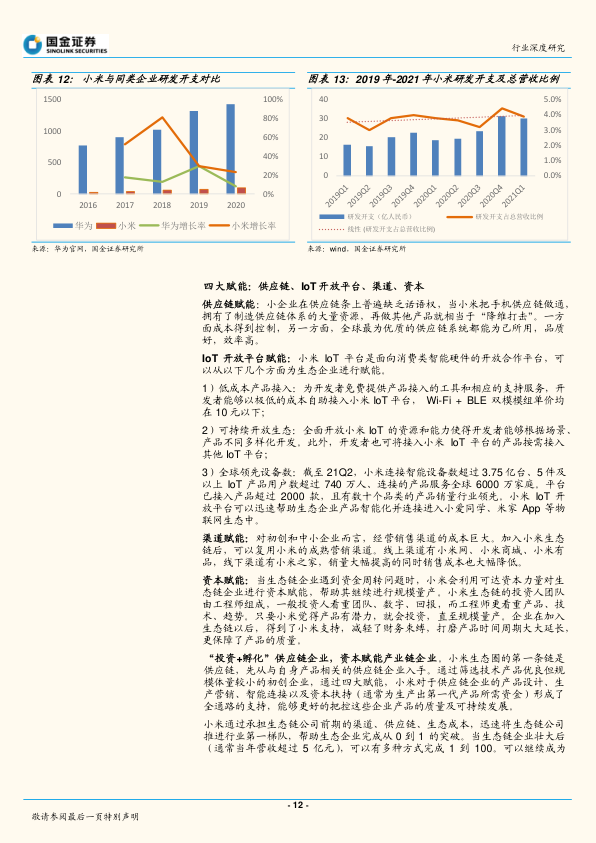 国金证券
SINOLINK SECURITIES
行业深度研究
图表 12： 小米与同类企业研发开支对比
1500
1000
500
0
100%
80%
60%
40%
20%
0%
2016 2017 2018 2019 2020
华为 小米 华为增长率 小米增长率
来源：华为官网，国金证券研究所
图表 13：2019 年-2021 年小米研发开支及总营收比例
40
30
20
10
0
5.0%
4.0%
3.0%
2.0%
1.0%
0.0%
2019Q1 2019Q2 2019Q3 2019Q4 2020Q1 2020Q2 2020Q3 2020Q4 2021Q1
研发开支（亿人民币） 研发开支占总营收比例
线性 (研发开支占总营收比例)
来源：wind，国金证券研究所
四大赋能：供应链、IoT 开放平台、渠道、资本
供应链赋能：小企业在供应链条上普遍缺乏话语权，当小米把手机供应链做通，
拥有了制造供应链体系的大量资源，再做其他产品就相当于“降维打击”。一方
面成本得到控制，另一方面，全球最为优质的供应链系统都能为己所用，品质
好，效率高。
IoT 开放平台赋能：小米 IoT 平台是面向消费类智能硬件的开放合作平台，可
以从以下几个方面为生态企业进行赋能。
1）低成本产品接入：为开发者免费提供产品接入的工具和相应的支持服务，开
发者能够以极低的成本自助接入小米 IoT 平台， Wi-Fi + BLE 双模模组单价均
在 10 元以下；
2）可持续开放生态：全面开放小米 IoT 的资源和能力使得开发者能够根据场景、
产品不同多样化开发。此外，开发者也可将接入小米 IoT 平台的产品按需接入
其他 IoT 平台；
3）全球领先设备数：截至 21Q2，小米连接智能设备数超过 3.75 亿台、5 件及
以上 IoT 产品用户数超过 740 万人、连接的产品服务全球 6000 万家庭。平台
已接入产品超过 2000 款，且有数十个品类的产品销量行业领先。小米 IoT 开
放平台可以迅速帮助生态企业产品智能化并连接进入小爱同学、米家 App 等物
联网生态中。
渠道赋能：对初创和中小企业而言，经营销售渠道的成本巨大。加入小米生态
链后，可以复用小米的成熟营销渠道。线上渠道有小米网、小米商城、小米有
品，线下渠道有小米之家，销量大幅提高的同时销售成本也大幅降低。
资本赋能：当生态链企业遇到资金周转问题时，小米会利用可达资本力量对生
态链企业进行资本赋能，帮助其继续进行规模量产。小米生态链的投资人团队
由工程师组成，一般投资人看重团队、数字、回报，而工程师更看重产品、技
术、趋势。只要小米觉得产品有潜力，就会投资，直至规模量产。企业在加入
生态链以后，得到了小米支持，减轻了财务束缚，打磨产品时间周期大大延长，
更保障了产品的质量。
“投资+孵化”供应链企业，资本赋能产业链企业。小米生态圈的第一条链是
供应链，先从与自身产品相关的供应链企业入手。通过筛选技术产品优良但规
模体量较小的初创企业，通过四大赋能，小米对于供应链企业的产品设计、生
产营销、智能连接以及资本扶持（通常为生产出第一代产品所需资金）形成了
全通路的支持，能够更好的把控这些企业产品的质量及可持续发展。
小米通过承担生态链公司前期的渠道、供应链、生态成本，迅速将生态链公司
推进行业第一梯队，帮助生态企业完成从 0 到 1 的突破。当生态链企业壮大后
（通常当年营收超过 5 亿元），可以有多种方式完成 1 到 100。可以继续成为
- 12 -
敬请参阅最后一页特别声明